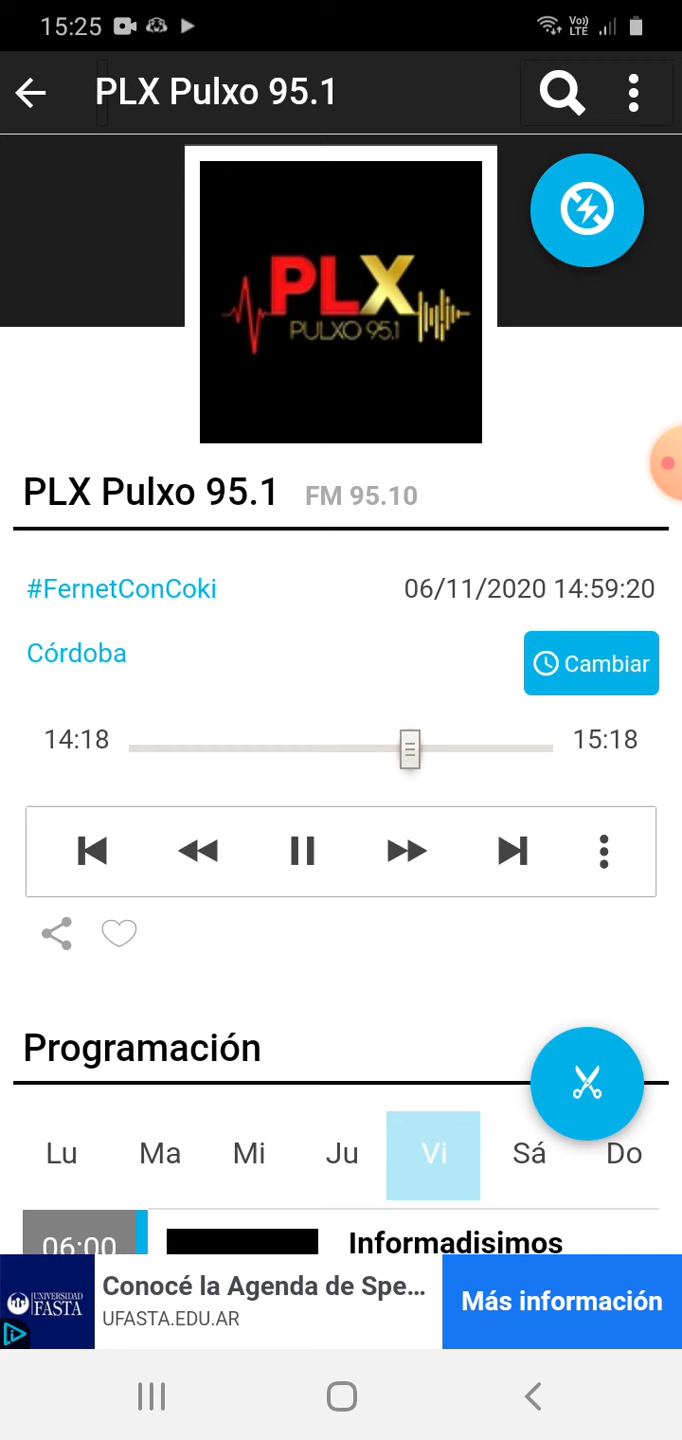 15:25
Vo))
LTE
PLX Pulxo 95.1
PLX
PULXO 95.1
PLX Pulxo 95.1 FM 95.10
#FernetConCoki 06/11/2020 14:59:20
Córdoba
Cambiar
14:18 15:18
Programación
Lu Ma Mi Ju Vi Sá Do
06:00 Informadisimos
UNIVERSIDAD
FASTA
Conocé la Agenda de Spe...
UFASTA.EDU.AR
Más información